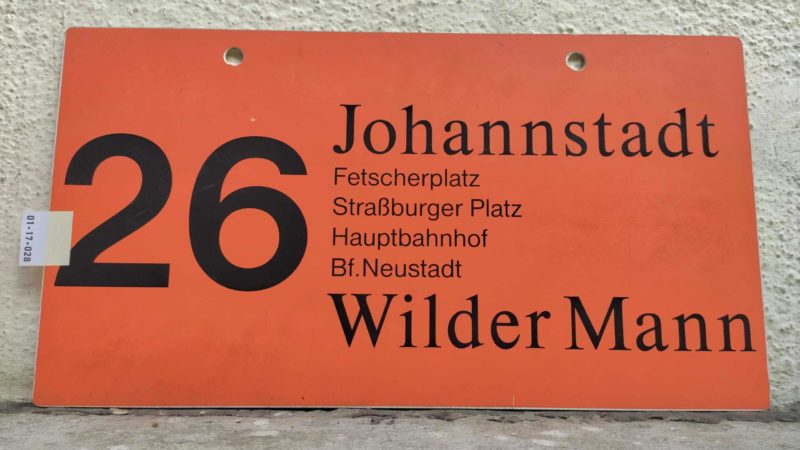 26
Johannstadt
Fetscherplatz
Straßburger Platz
Hauptbahnhof
Bf.Neustadt
Wilder Mann
01-17-028